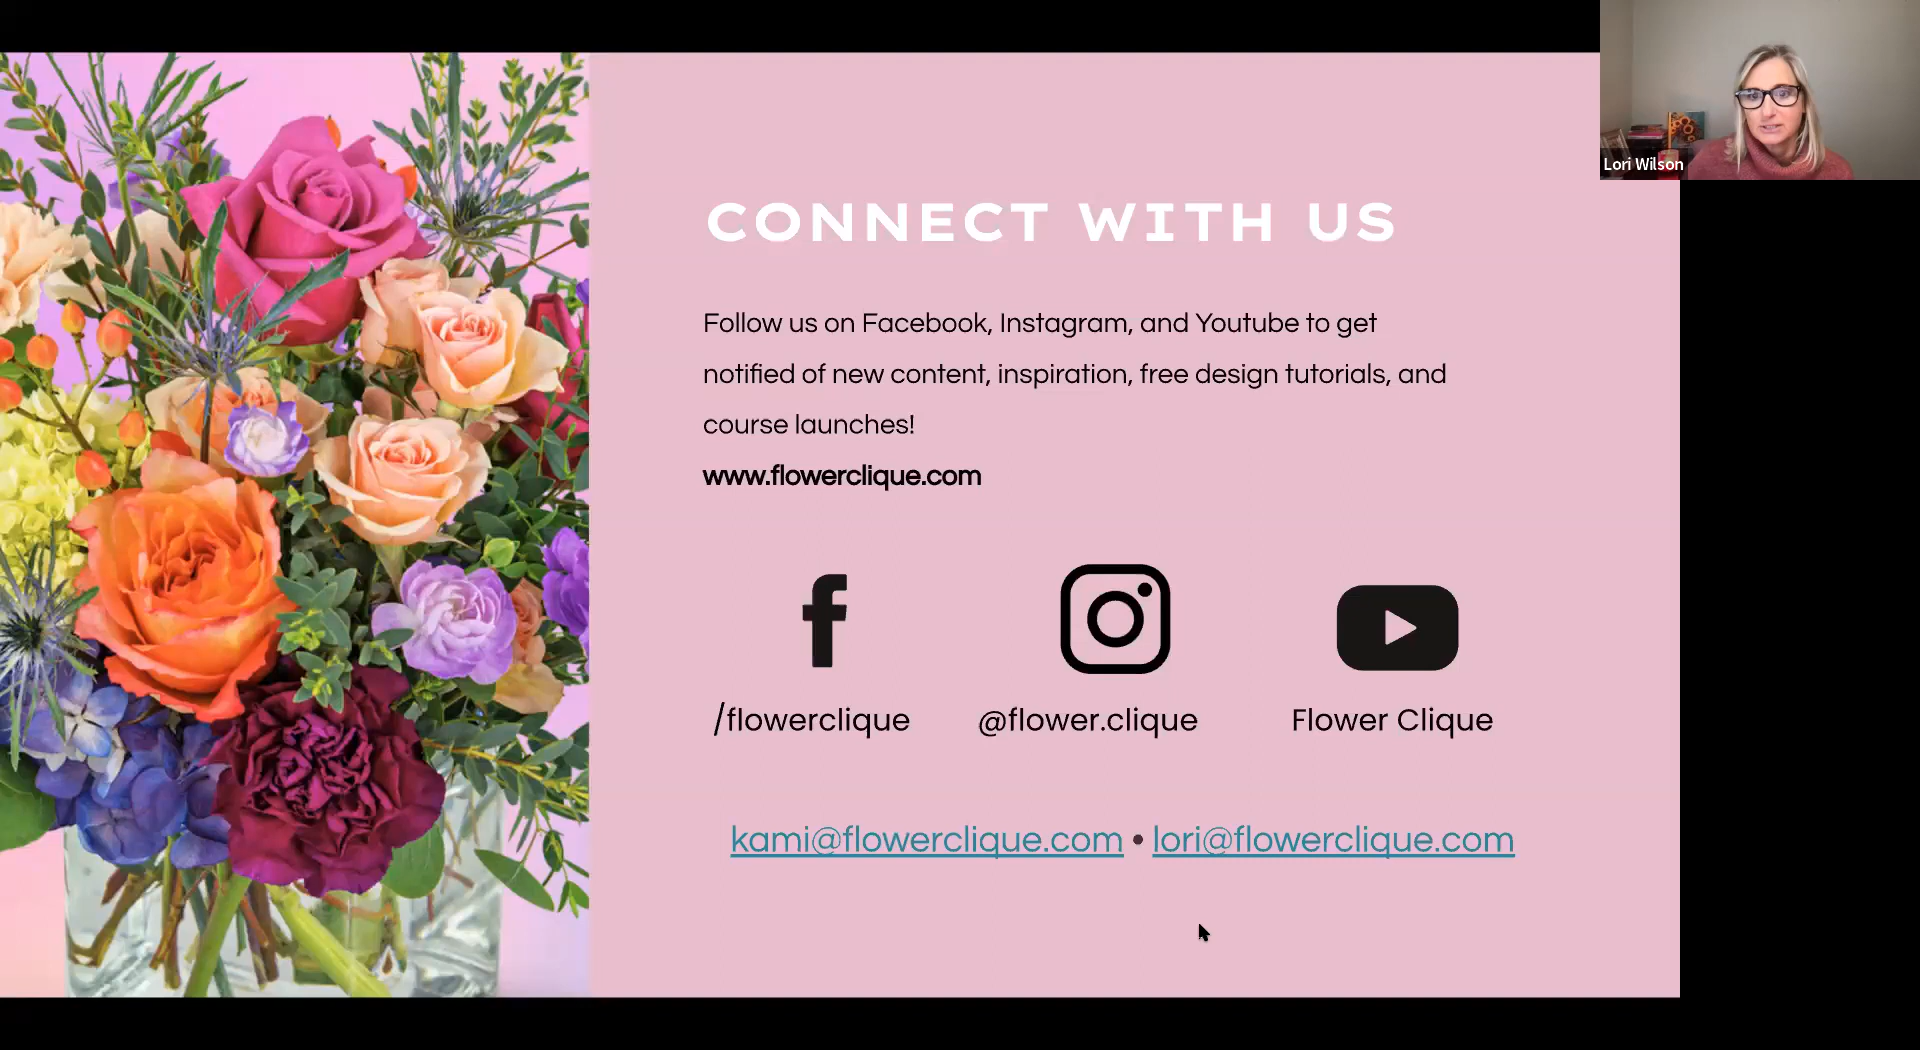 Lori Wilson
CONNECT WITH US
Follow us on Facebook, Instagram, and Youtube to get
notified of new content, inspiration, free design tutorials, and
course launches!
www.flowerclique.com
/flowerclique
@flower.clique
Flower Clique
kami@flowerclique.com • lori@flowerclique.com